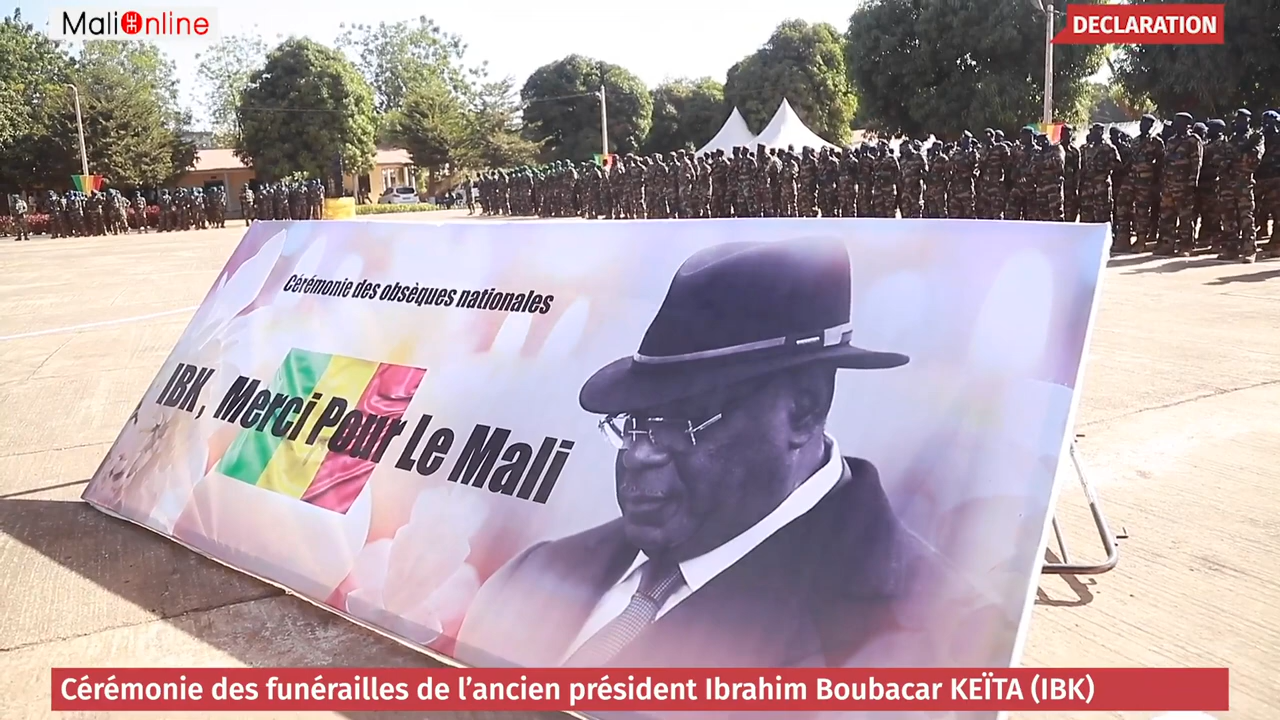 MaliOnline
DECLARATION
Cérémonie des obsèques nationales
IBK, Merci Pour Le Mali
Cérémonie des funérailles de l’ancien président Ibrahim Boubacar KEÏTA (IBK)